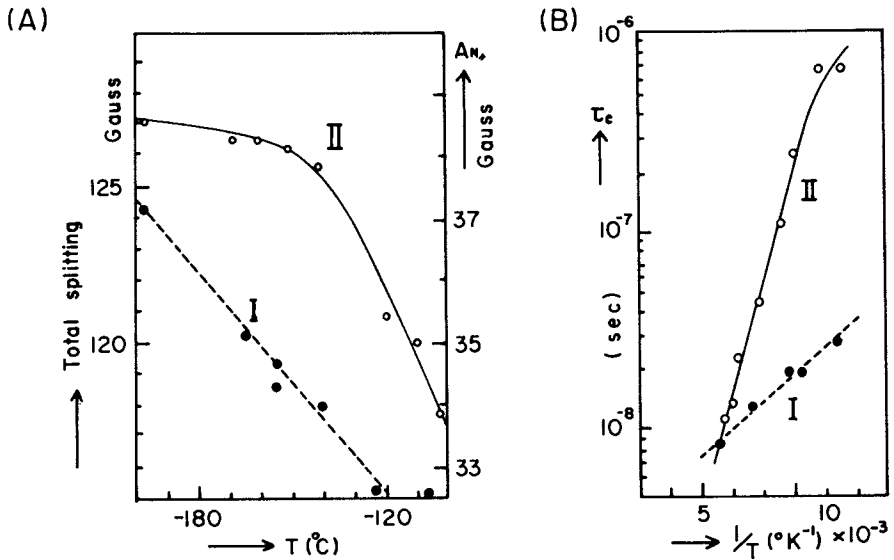 (A)
Gauss
125
120
→ Total splitting
II
I
A_N,
→ Gauss
37
35
33
-180
-120
→ T (°C)
(B)
10^-6
τ_c
→
10^-7
(sec)
10^-8
II
I
5
10
→ 1/T (°K^-1) ×10^-3